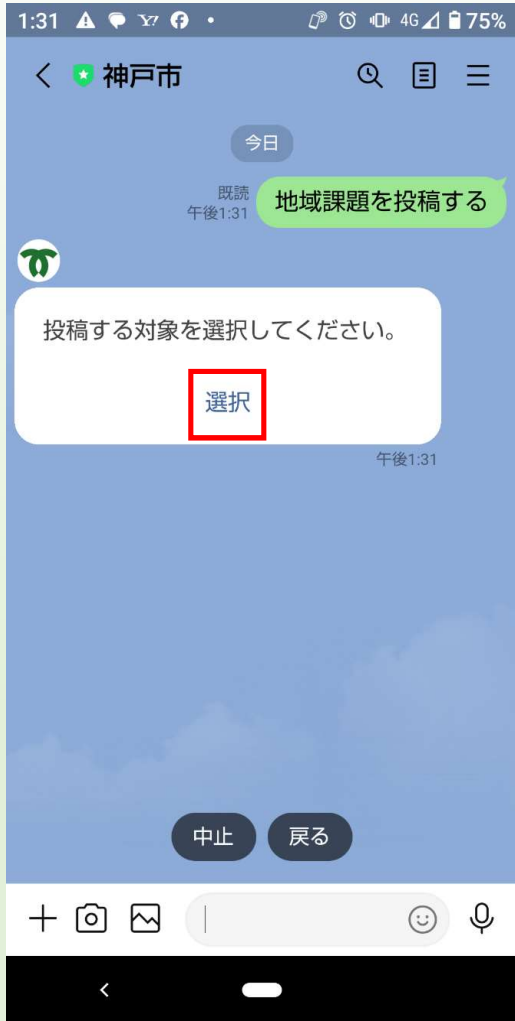 1:31 75%
4G
神戸市
今日
既読
午後1:31
地域課題を投稿する
投稿する対象を選択してください。
選択
午後1:31
中止 戻る